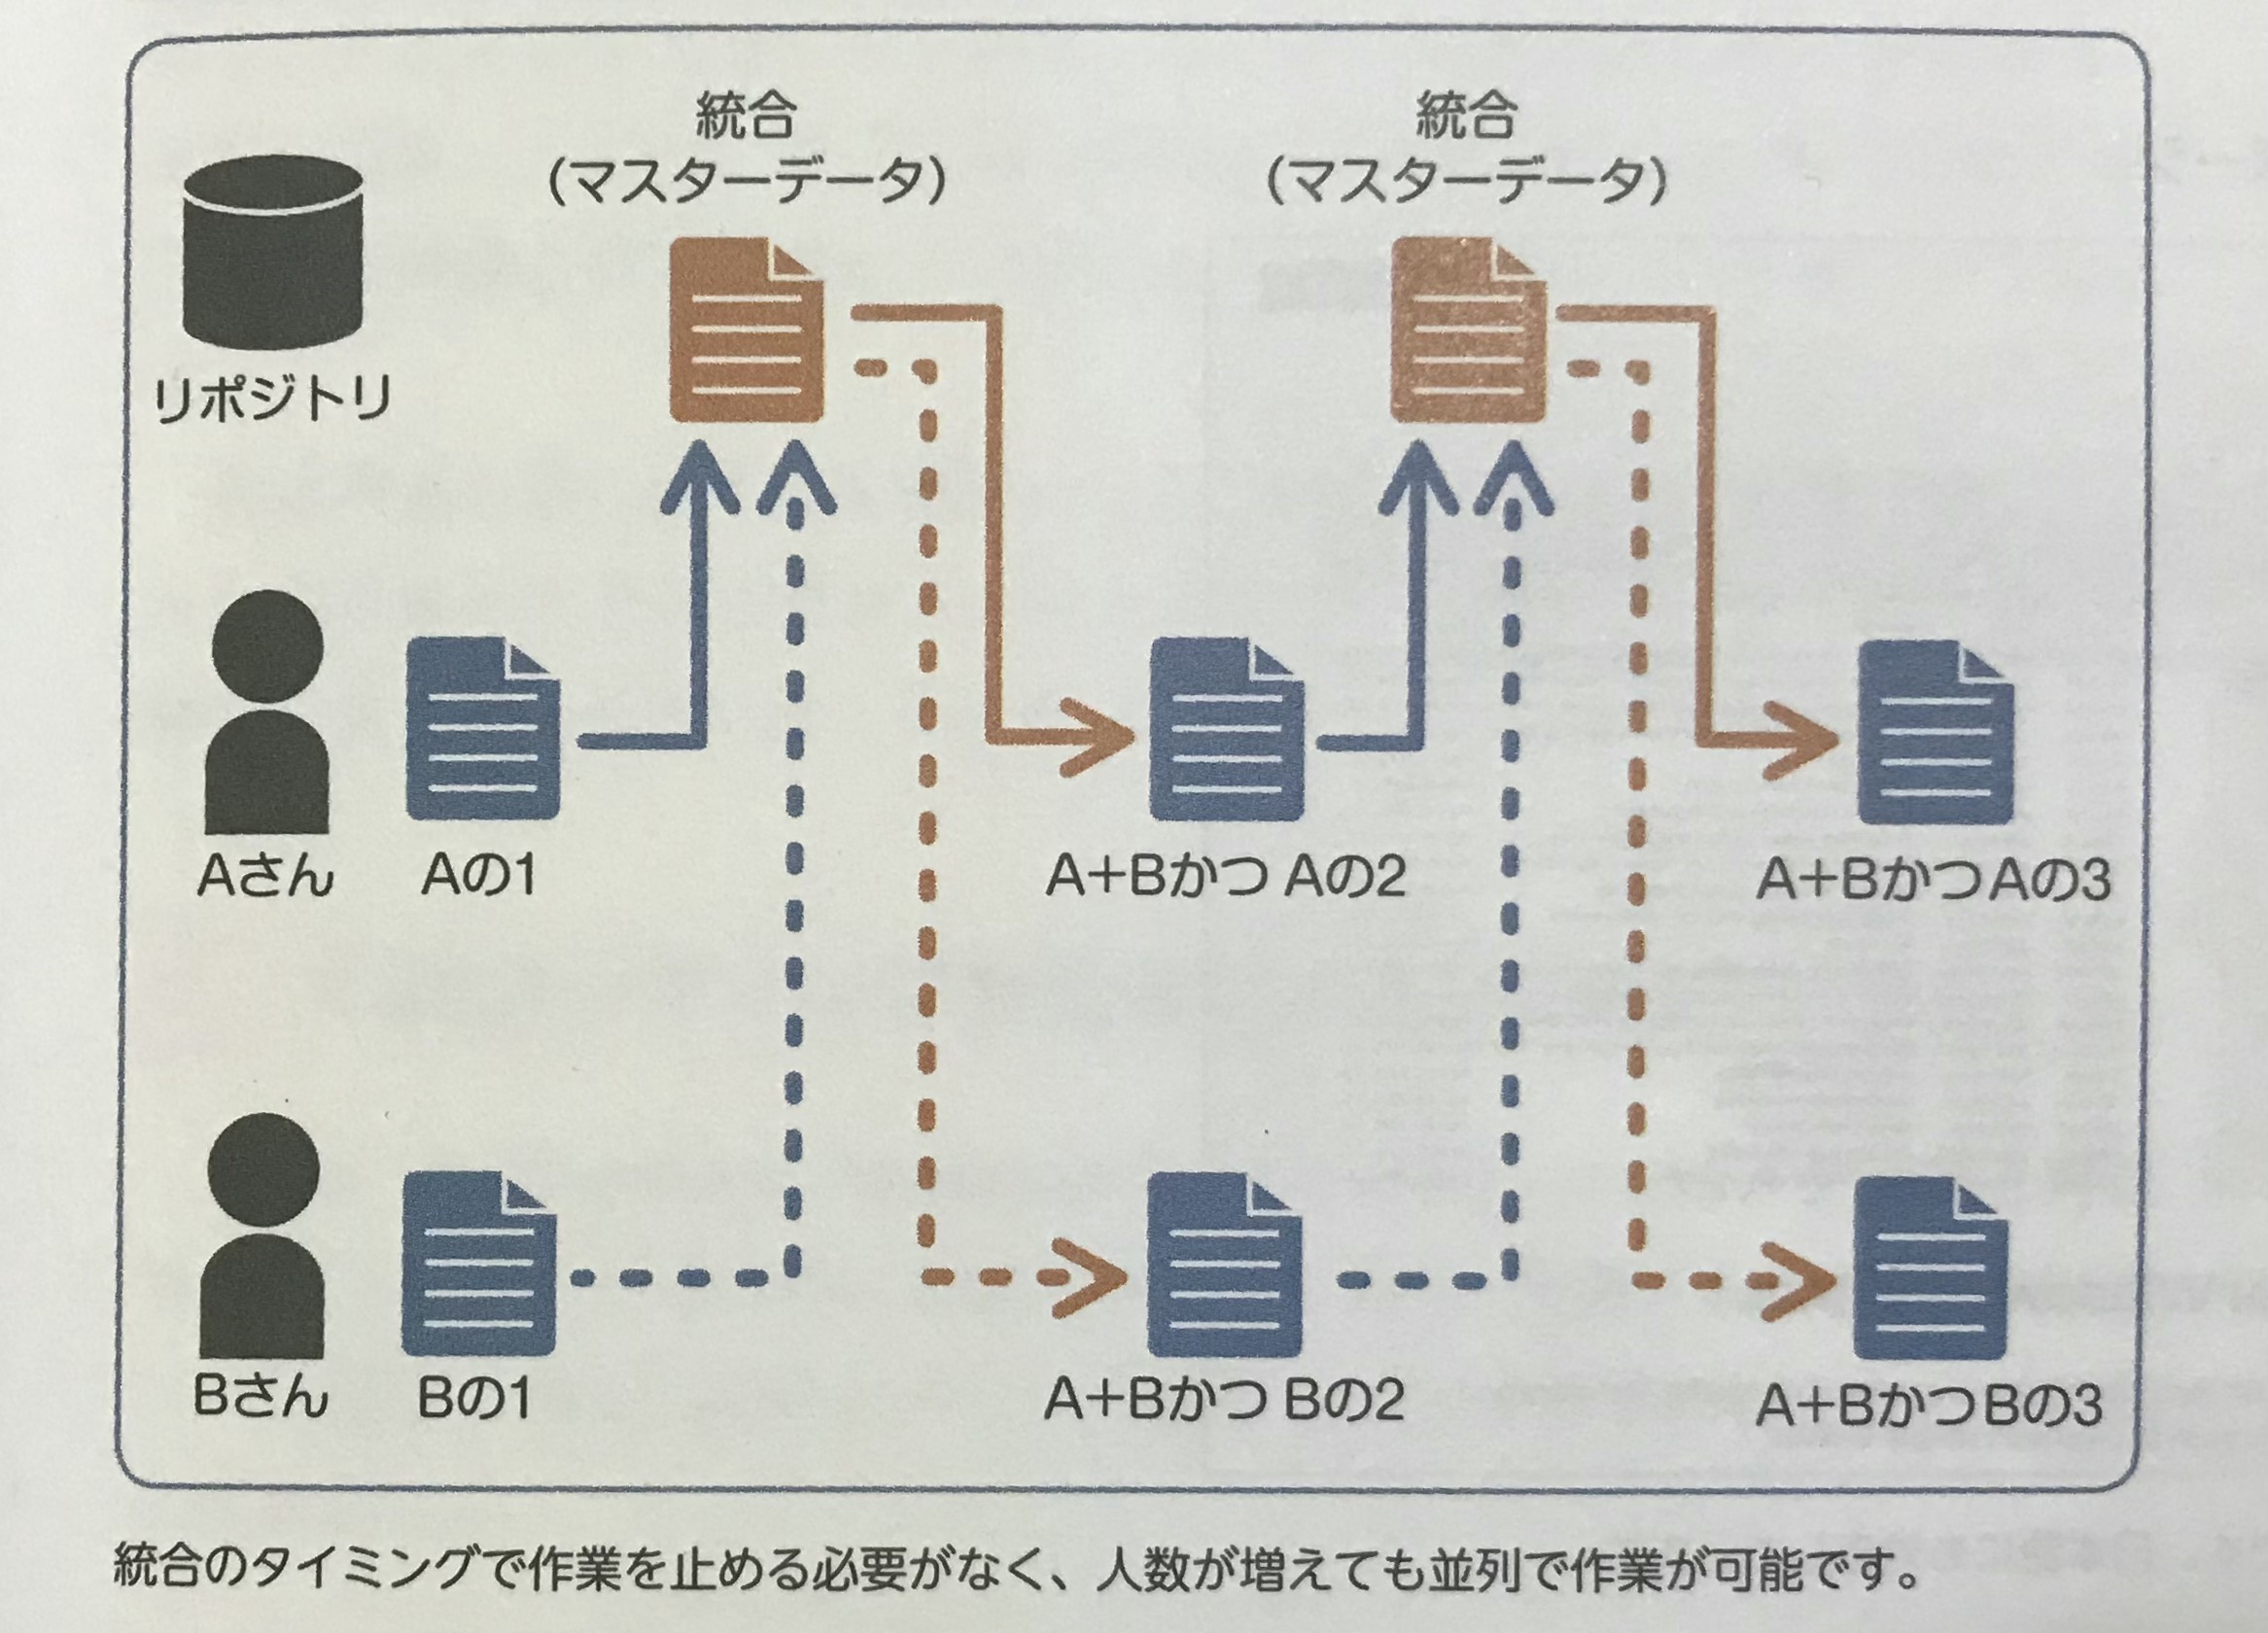 統合
(マスターデータ)
統合
(マスターデータ)
リポジトリ
Aさん
Aの1
A+Bかつ Aの2
A+BかつAの3
Bさん
Bの1
A+Bかつ Bの2
A+BかつBの3
統合のタイミングで作業を止める必要がなく、人数が増えても並列で作業が可能です。